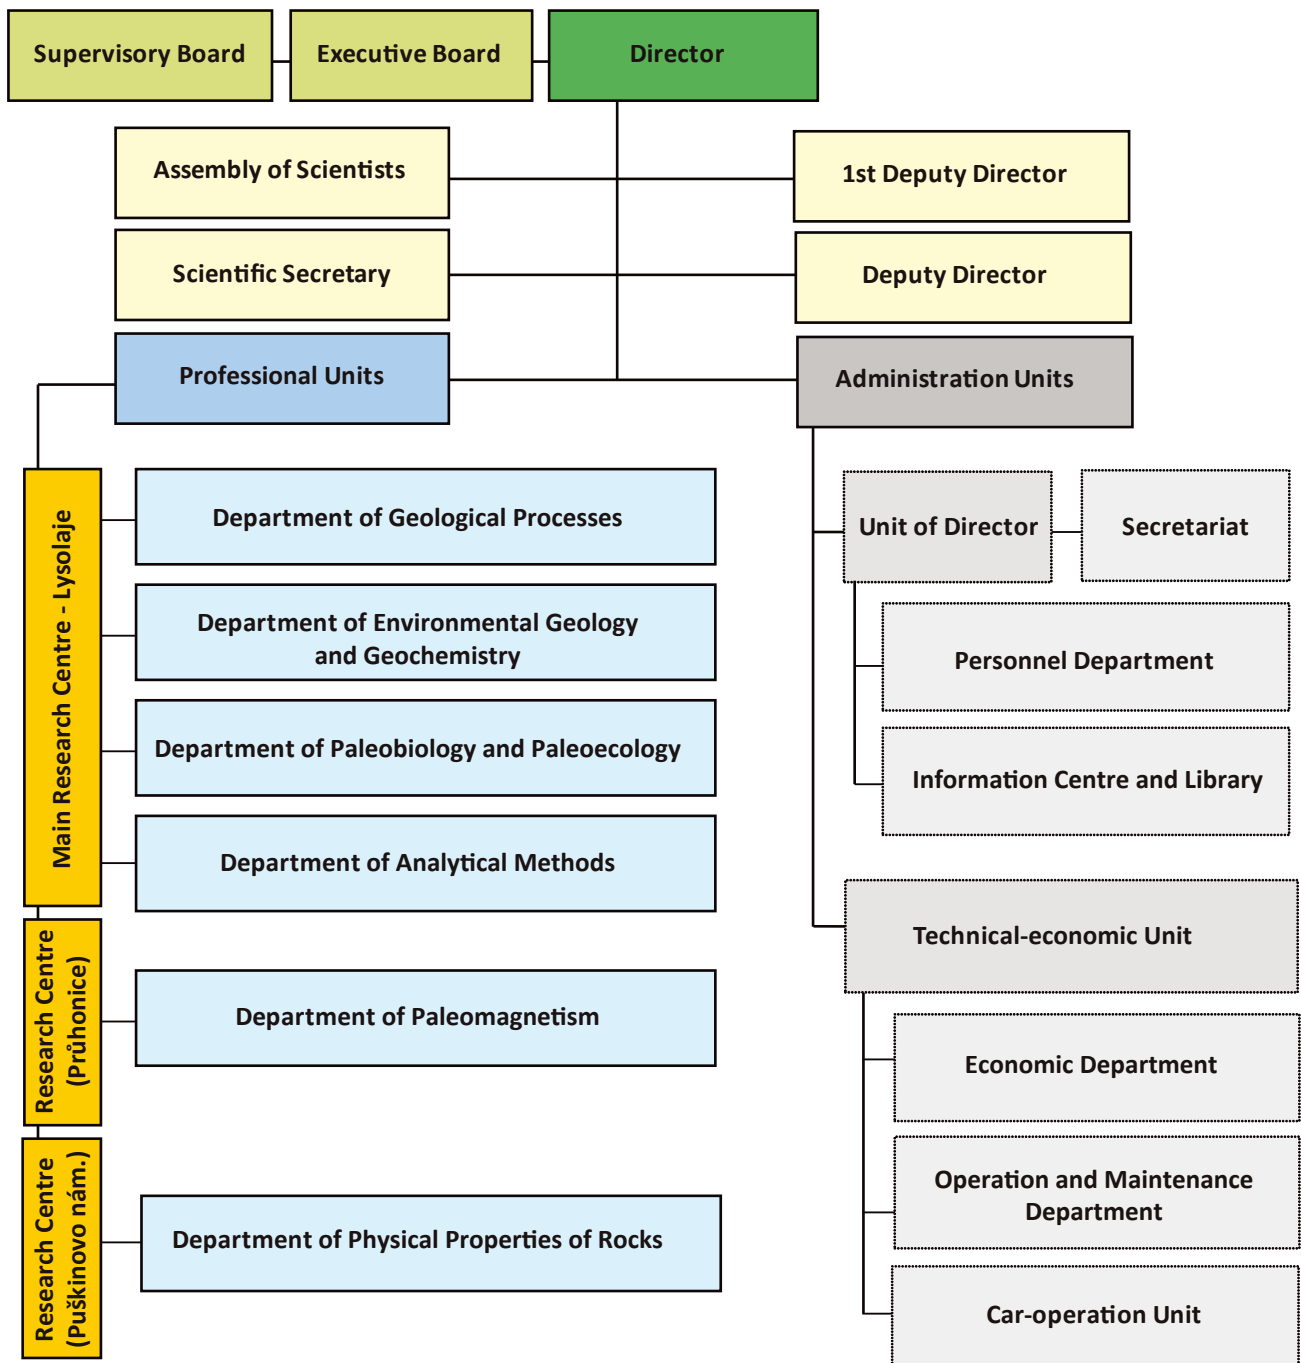 Supervisory Board
Executive Board
Director
Assembly of Scientists
1st Deputy Director
Scientific Secretary
Deputy Director
Professional Units
Administration Units
Main Research Centre - Lysolaje
Department of Geological Processes
Department of Environmental Geology
and Geochemistry
Department of Paleobiology and Paleoecology
Department of Analytical Methods
Research Centre
(Průhonice)
Department of Paleomagnetism
Research Centre
(Puškinovo nám.)
Department of Physical Properties of Rocks
Unit of Director
Secretariat
Personnel Department
Information Centre and Library
Technical-economic Unit
Economic Department
Operation and Maintenance
Department
Car-operation Unit